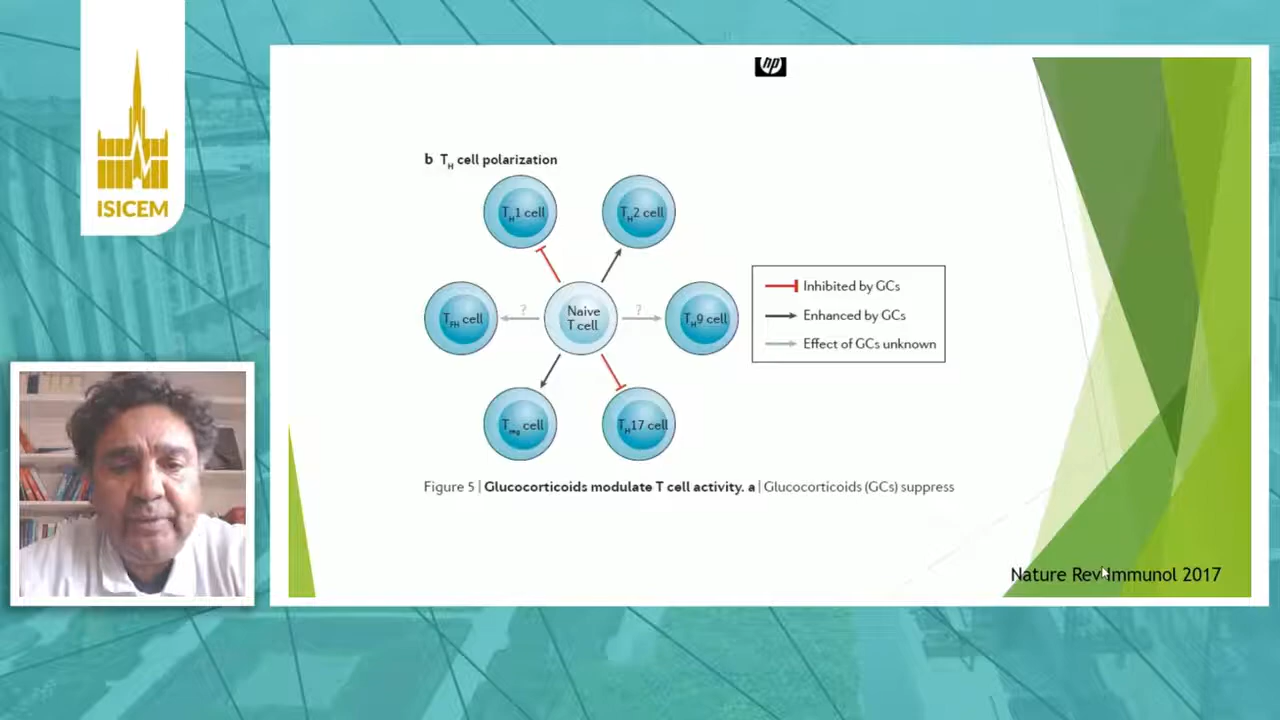 hp
ISICEM
b TH cell polarization
TH1 cell
TH2 cell
TFH cell
?
Naive
T cell
?
TH9 cell
Treg cell
TH17 cell
Inhibited by GCs
Enhanced by GCs
Effect of GCs unknown
Figure 5 | Glucocorticoids modulate T cell activity. a | Glucocorticoids (GCs) suppress
Nature Rev Immunol 2017